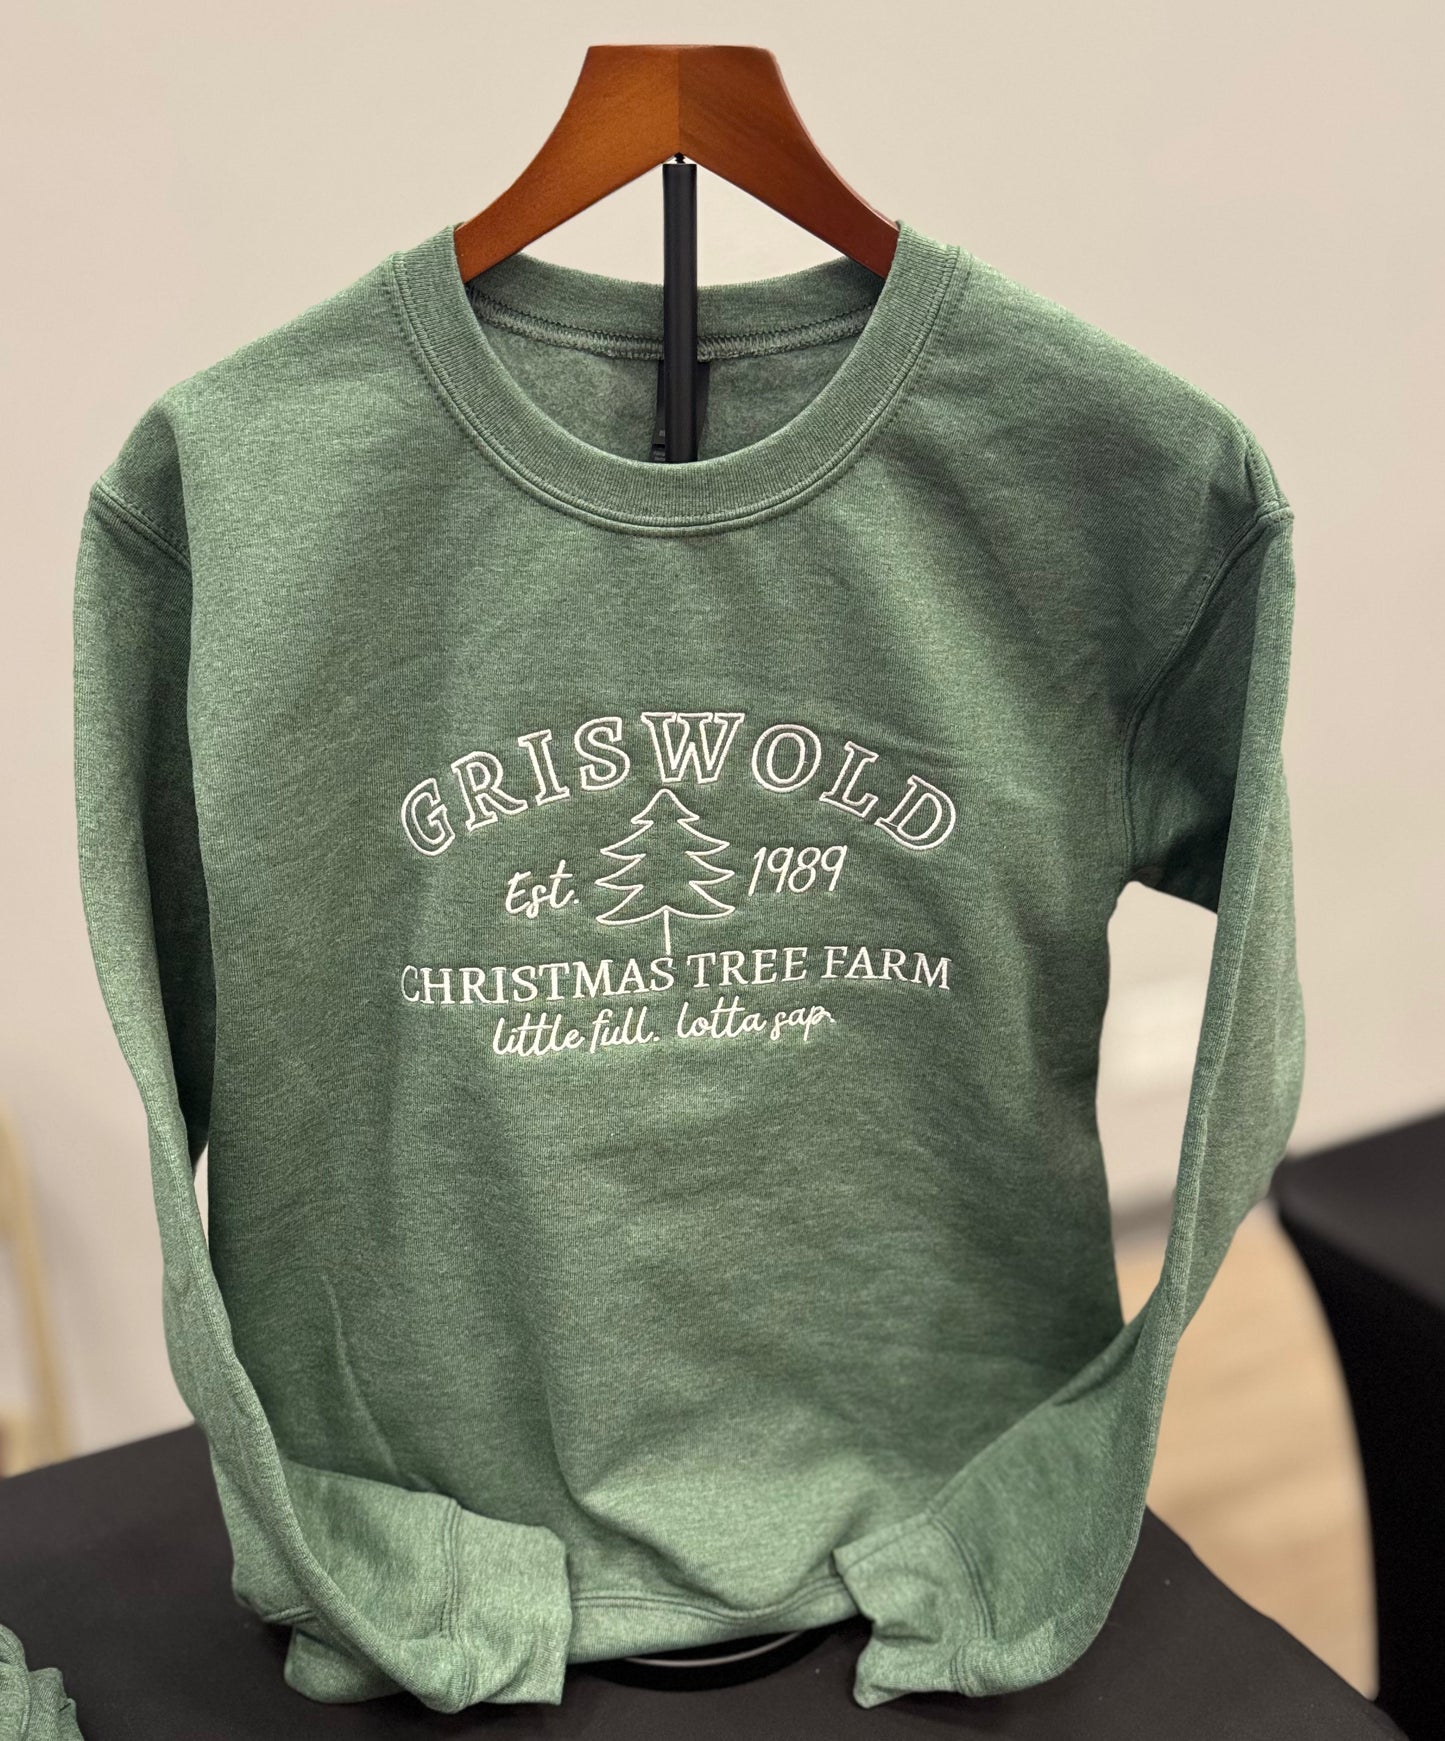 GRISWOLD
Est. 1989
CHRISTMAS TREE FARM
little full. lotta sap.